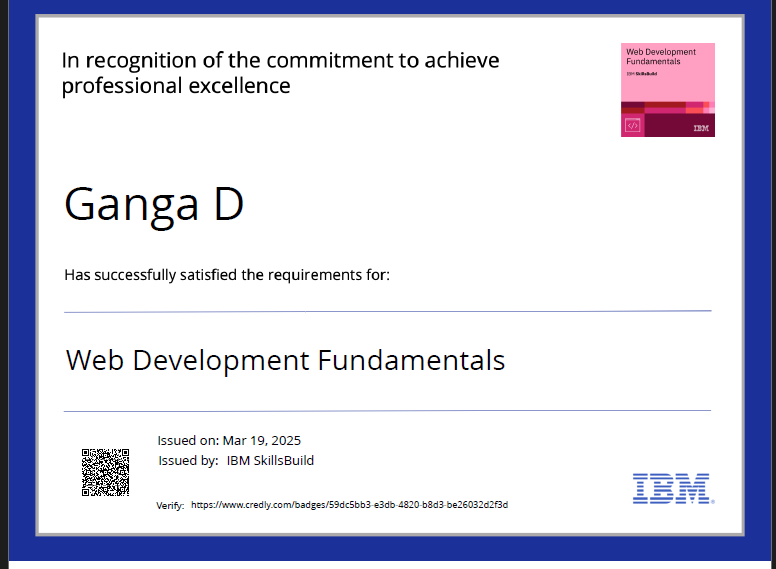 In recognition of the commitment to achieve
professional excellence
Web Development
Fundamentals
IBM SkillsBuild
</>
IBM
Ganga D
Has successfully satisfied the requirements for:
Web Development Fundamentals
Issued on: Mar 19, 2025
Issued by: IBM SkillsBuild
Verify: https://www.credly.com/badges/59dc5bb3-e3db-4820-b8d3-be26032d2f3d
IBM®